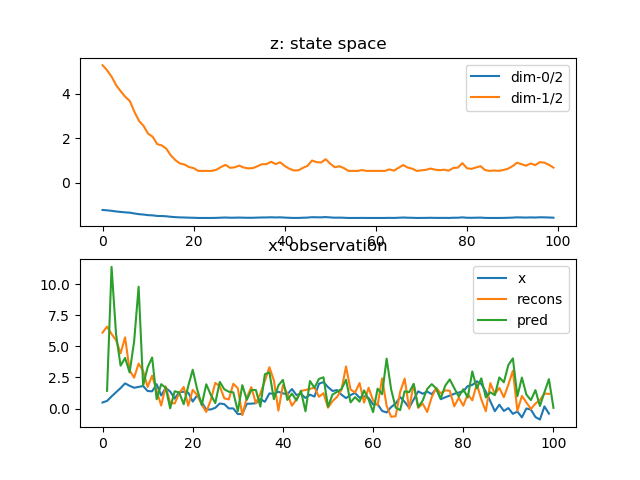 z: state space
dim-0/2
dim-1/2
4
2
0
0 20 40 60 80 100
x: observation
x
recons
pred
10.0
7.5
5.0
2.5
0.0
0 20 40 60 80 100